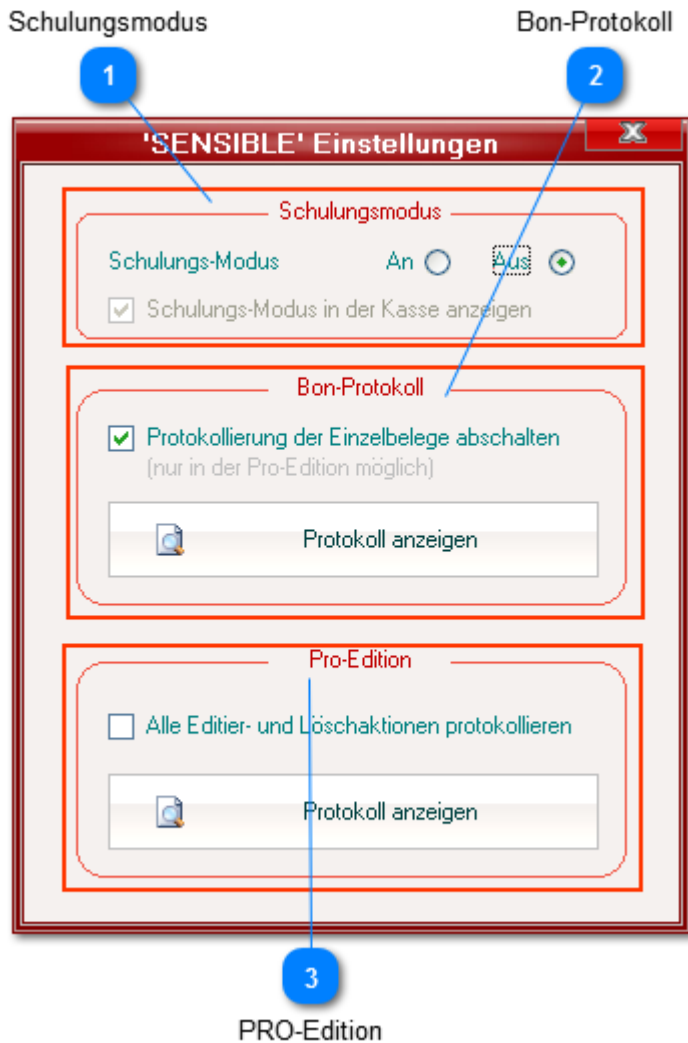 Schulungsmodus Bon-Protokoll
1 2
'SENSIBLE' Einstellungen
Schulungsmodus
Schulungs-Modus An Aus
Schulungs-Modus in der Kasse anzeigen
Bon-Protokoll
Protokollierung der Einzelbelege abschalten
(nur in der Pro-Edition möglich)
Protokoll anzeigen
Pro-Edition
Alle Editier- und Löschaktionen protokollieren
Protokoll anzeigen
3
PRO-Edition